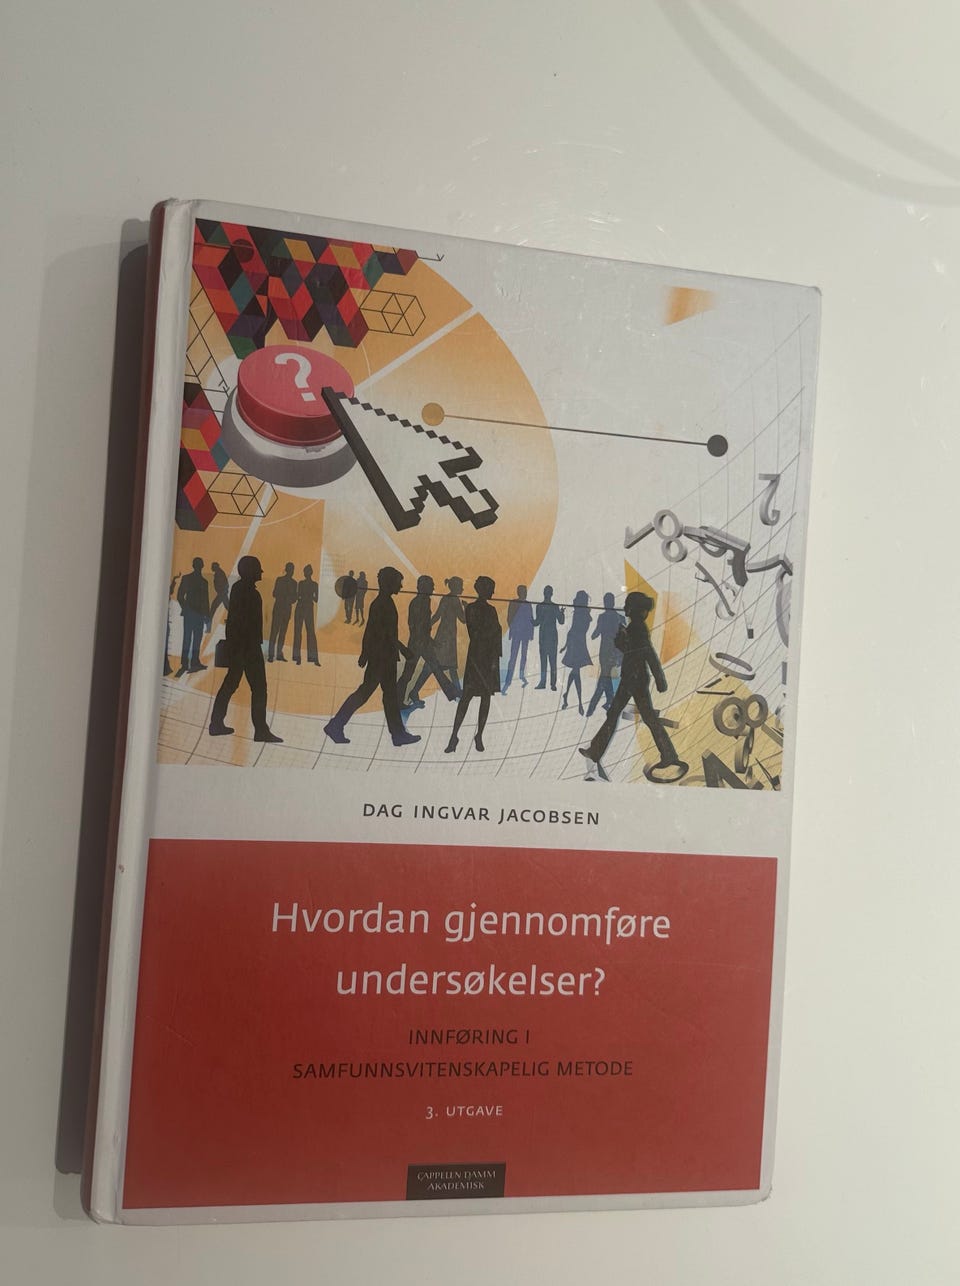 ?
DAG INGVAR JACOBSEN
Hvordan gjennomføre
undersøkelser?
INNFØRING I
SAMFUNNSVITENSKAPELIG METODE
3. UTGAVE
CAPPELEN DAMM
AKADEMISK